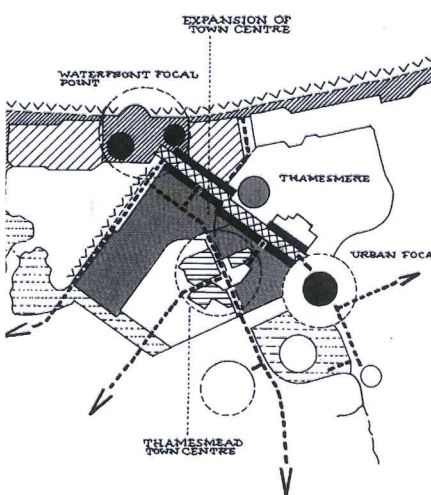 EXPANSION OF
TOWN CENTRE
WATERFRONT FOCAL
POINT
THAMESMERE
URBAN FOCA
THAMESMEAD
TOWN CENTRE